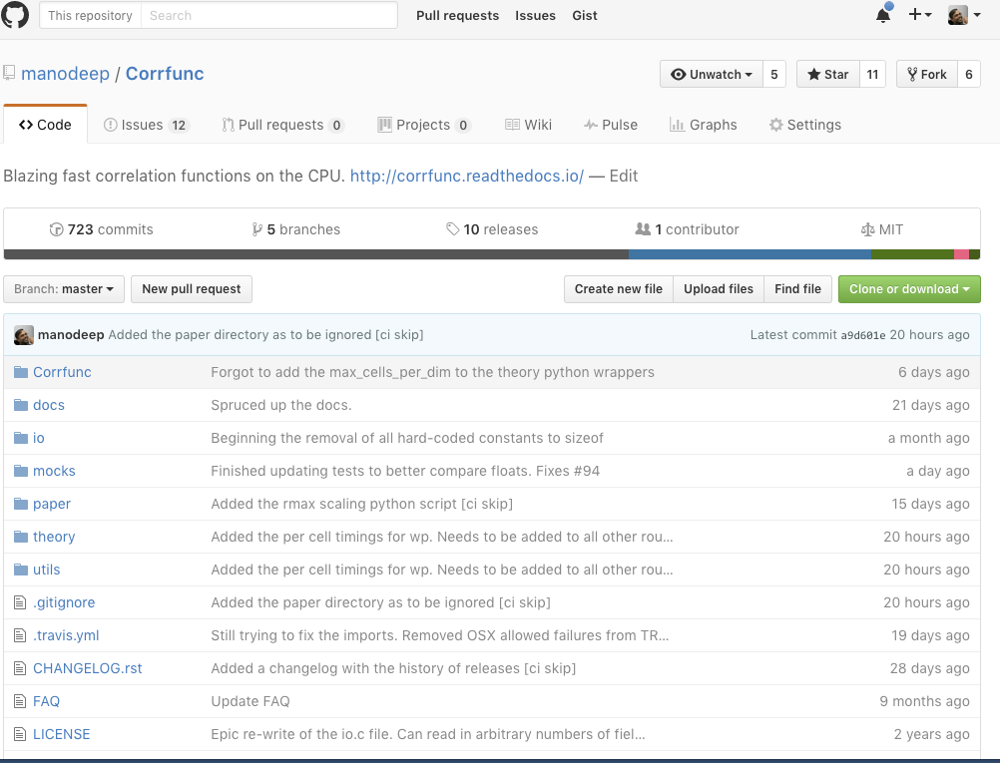 This repository Search Pull requests Issues Gist
manodeep / Corrfunc Unwatch 5 Star 11 Fork 6
Code Issues 12 Pull requests 0 Projects 0 Wiki Pulse Graphs Settings
Blazing fast correlation functions on the CPU. http://corrfunc.readthedocs.io/ — Edit
723 commits 5 branches 10 releases 1 contributor MIT
Branch: master New pull request Create new file Upload files Find file Clone or download
manodeep Added the paper directory as to be ignored [ci skip] Latest commit a9d601e 20 hours ago
Corrfunc Forgot to add the max_cells_per_dim to the theory python wrappers 6 days ago
docs Spruced up the docs. 21 days ago
io Beginning the removal of all hard-coded constants to sizeof a month ago
mocks Finished updating tests to better compare floats. Fixes #94 a day ago
paper Added the rmax scaling python script [ci skip] 15 days ago
theory Added the per cell timings for wp. Needs to be added to all other rou... 20 hours ago
utils Added the per cell timings for wp. Needs to be added to all other rou... 20 hours ago
.gitignore Added the paper directory as to be ignored [ci skip] 20 hours ago
.travis.yml Still trying to fix the imports. Removed OSX allowed failures from TR... 19 days ago
CHANGELOG.rst Added a changelog with the history of releases [ci skip] 28 days ago
FAQ Update FAQ 9 months ago
LICENSE Epic re-write of the io.c file. Can read in arbitrary numbers of fiel... 2 years ago